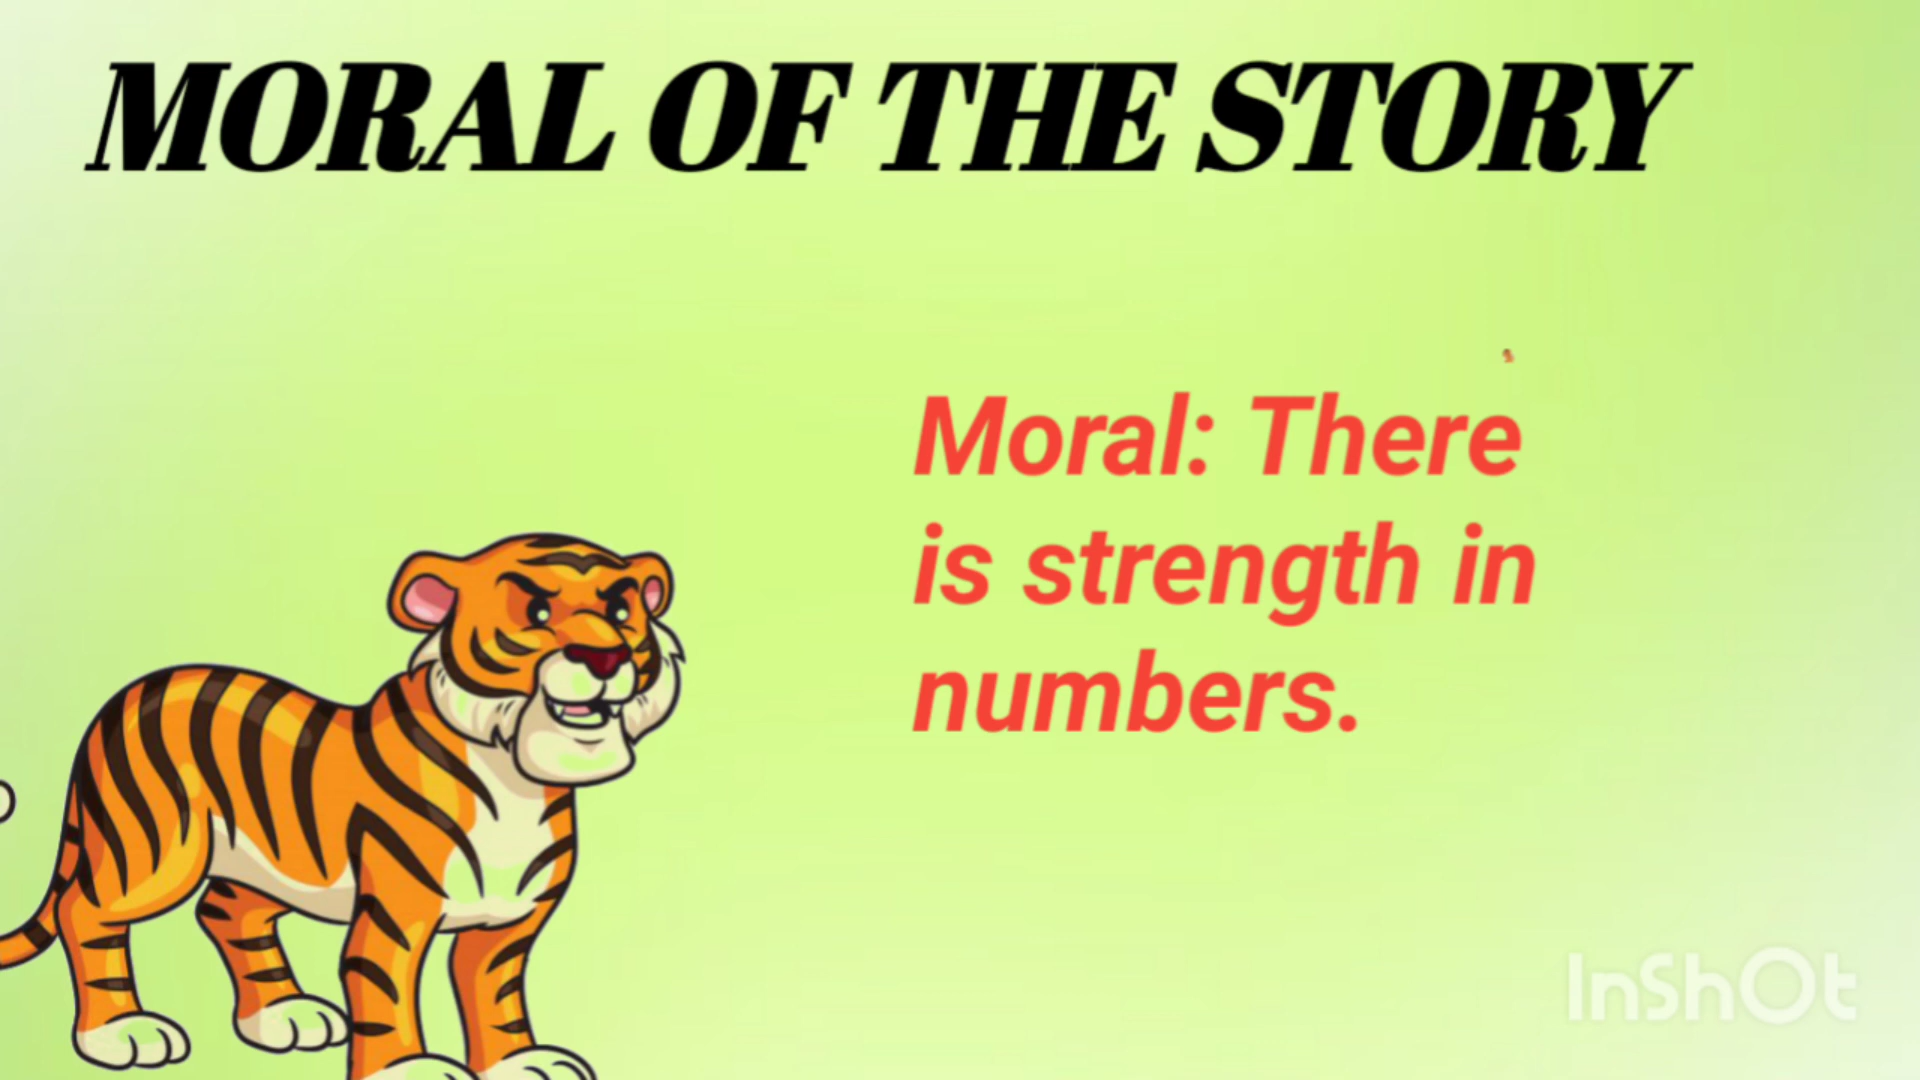 MORAL OF THE STORY
Moral: There
is strength in
numbers.
InShOt